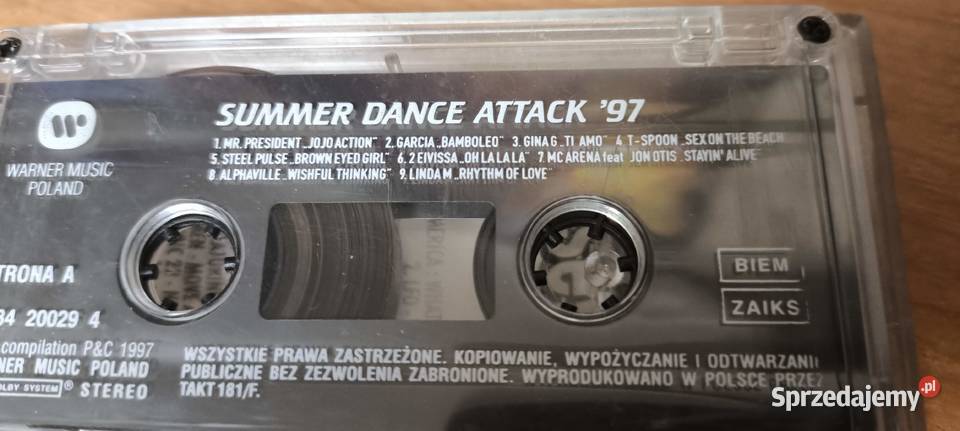 SUMMER DANCE ATTACK '97
1. MR. PRESIDENT „JOJO ACTION" 2. GARCIA „BAMBOLEO" 3. GINA G „TI AMO" 4. T-SPOON „SEX ON THE BEACH
5. STEEL PULSE „BROWN EYED GIRL" 6. 2 EIVISSA „OH LA LA LA" 7. MC ARENA feat JON OTIS „STAYIN' ALIVE"
8. ALPHAVILLE „WISHFUL THINKING" 9. LINDA M „RHYTHM OF LOVE"
WARNER MUSIC
POLAND
TRONA A
34 20029 4
compilation P&C 1997
NER MUSIC POLAND
OLBY SYSTEM ® STEREO
BIEM
ZAIKS
WSZYSTKIE PRAWA ZASTRZEŻONE. KOPIOWANIE, WYPOŻYCZANIE I ODTWARZANI
PUBLICZNE BEZ ZEZWOLENIA ZABRONIONE. WYPRODUKOWANO W POLSCE PRZEZ
TAKT 181/F.
Sprzedajemy.pl